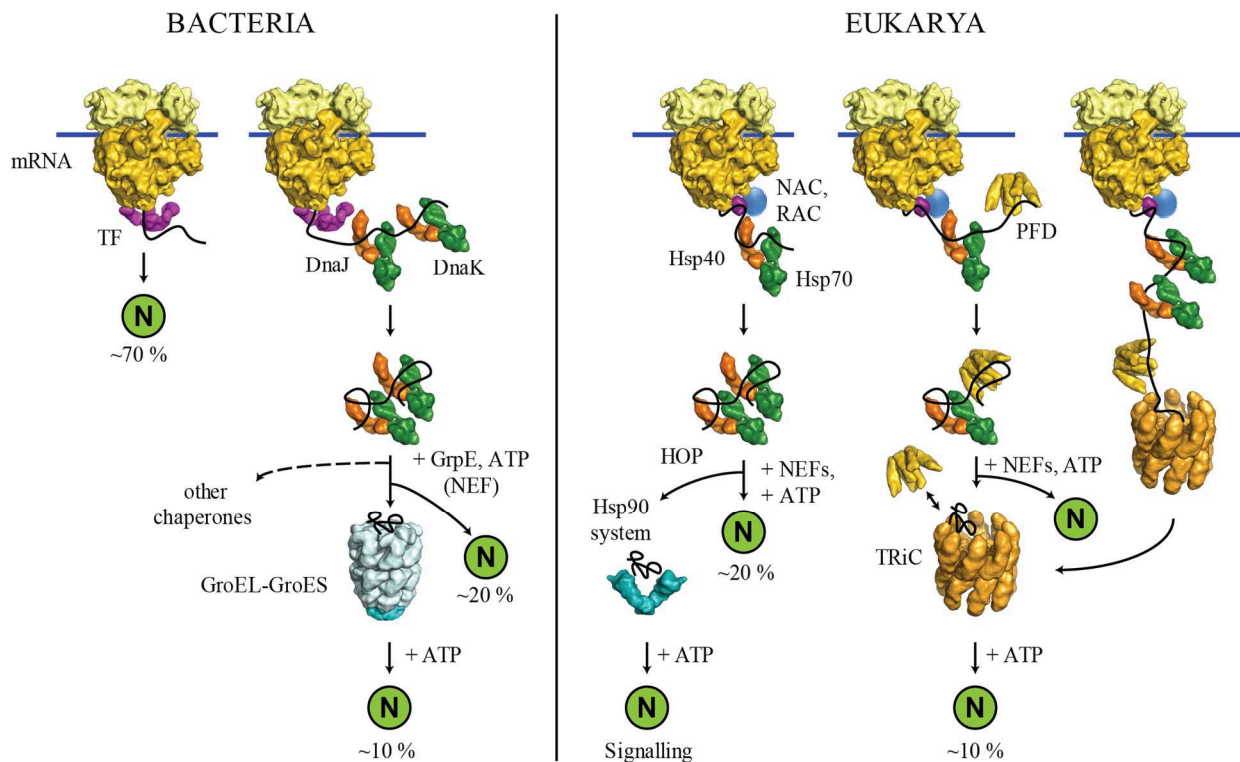 BACTERIA
mRNA
TF
DnaJ
DnaK
N
~70 %
+ GrpE, ATP
(NEF)
other
chaperones
N
~20 %
GroEL-GroES
+ ATP
N
~10 %
EUKARYA
NAC,
RAC
Hsp40
Hsp70
PFD
HOP
+ NEFs,
+ ATP
Hsp90
system
N
~20 %
+ ATP
N
Signalling
+ NEFs, ATP
N
TRiC
+ ATP
N
~10 %